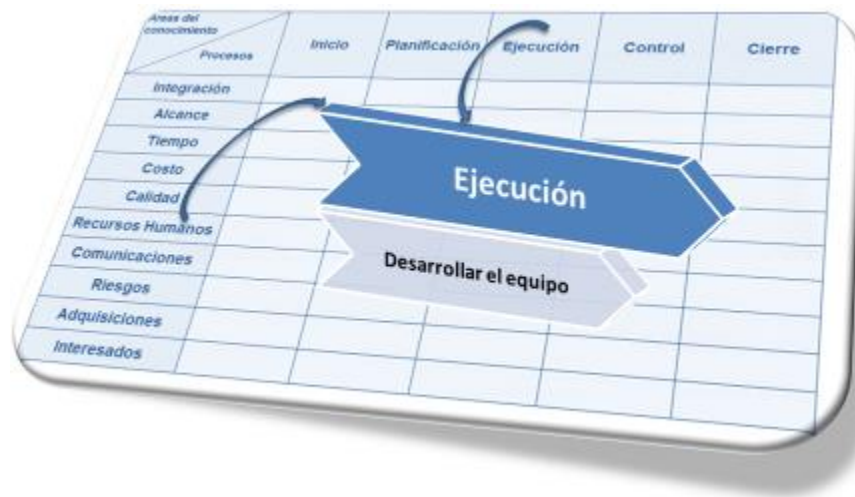 Areas del
conocimiento
Procesos
Inicio
Planificación
Ejecución
Control
Cierre
Integración
Alcance
Tiempo
Costo
Calidad
Recursos Humanos
Comunicaciones
Riesgos
Adquisiciones
Interesados
Ejecución
Desarrollar el equipo